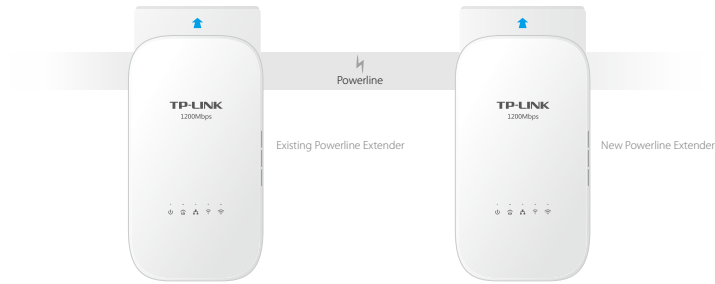 Powerline
TP-LINK
1200Mbps
Existing Powerline Extender
TP-LINK
1200Mbps
New Powerline Extender